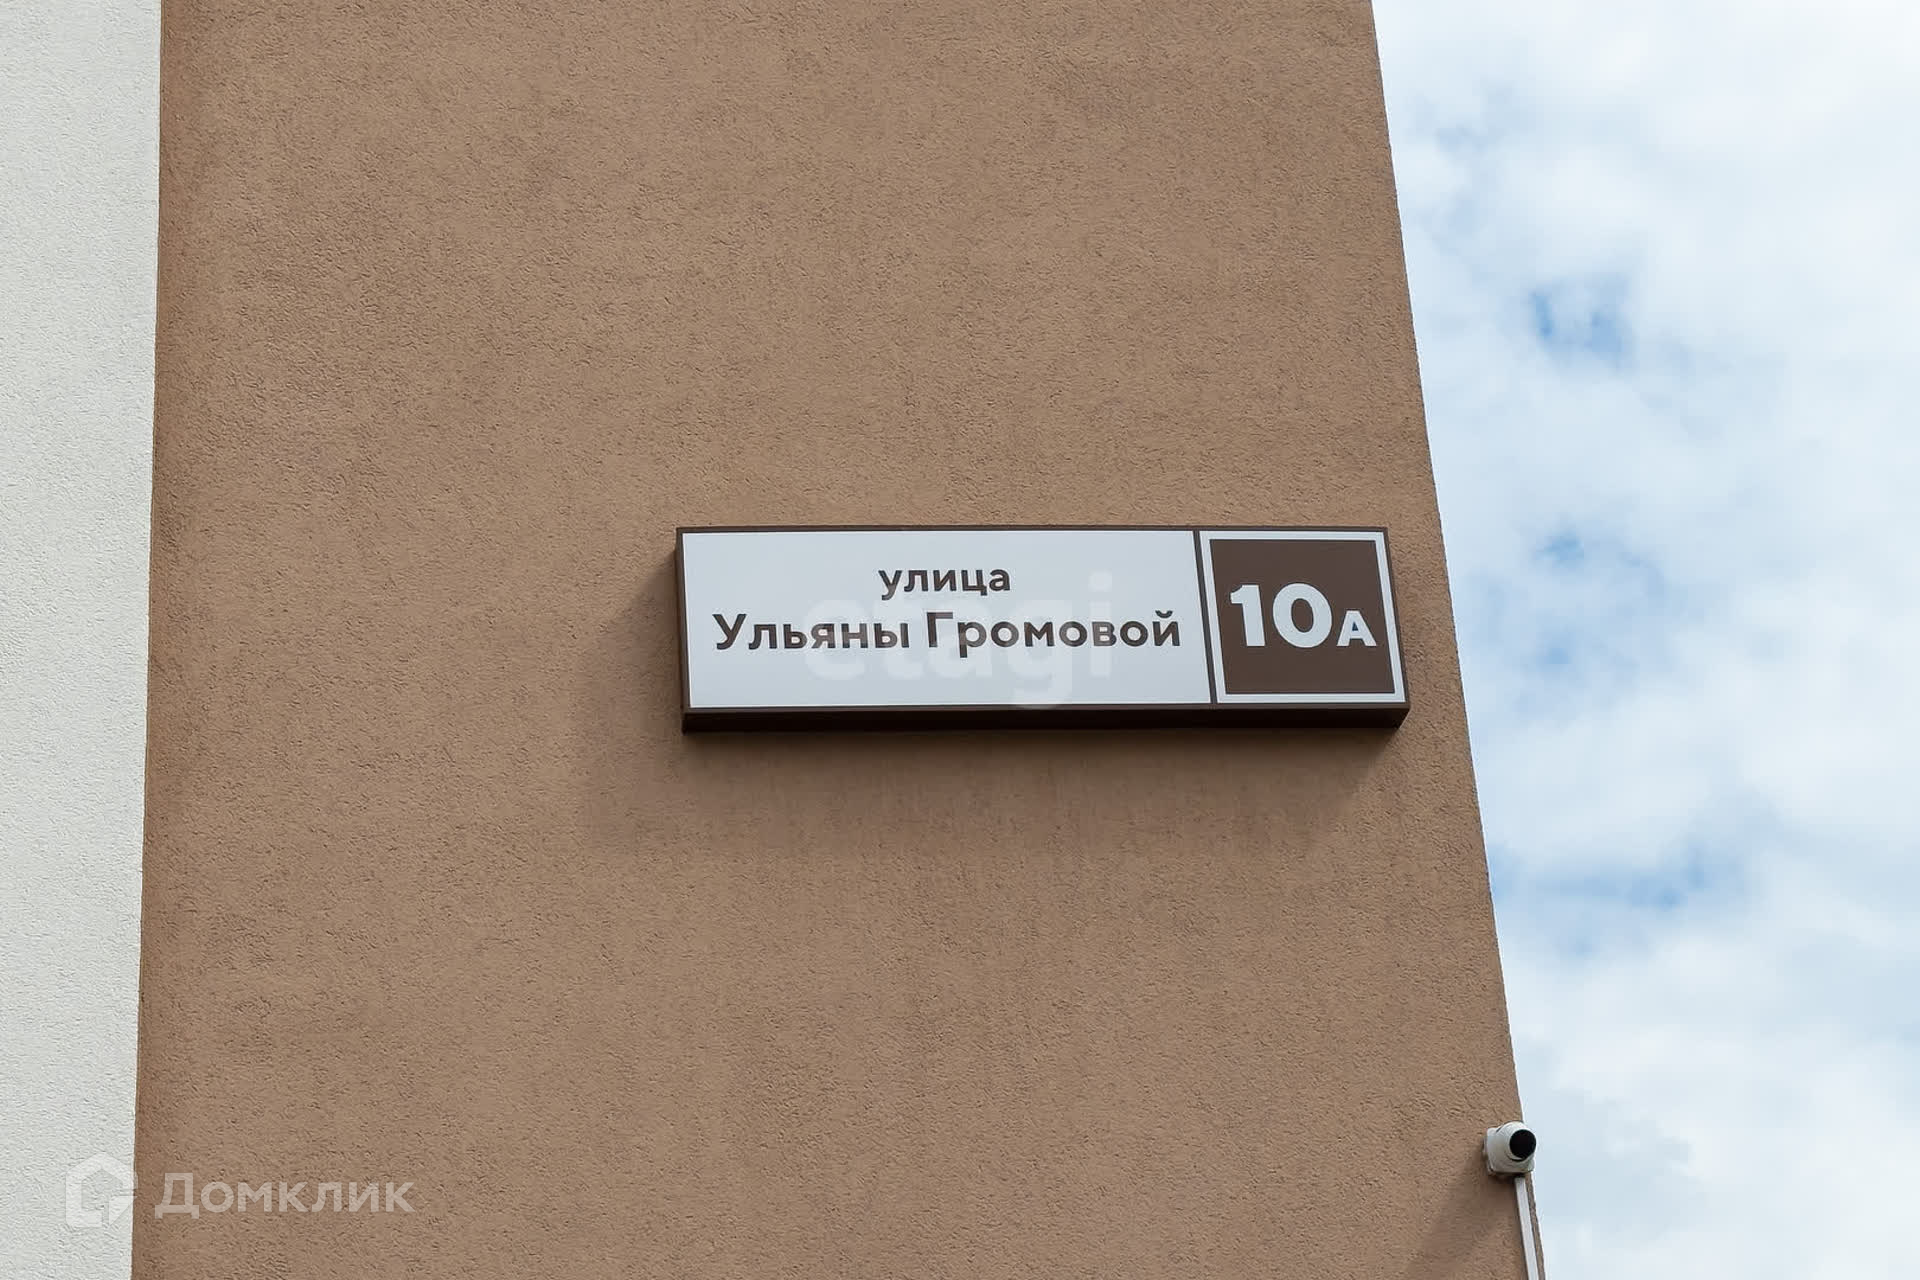 улица
Ульяны Громовой
10А
etagi
Домклик